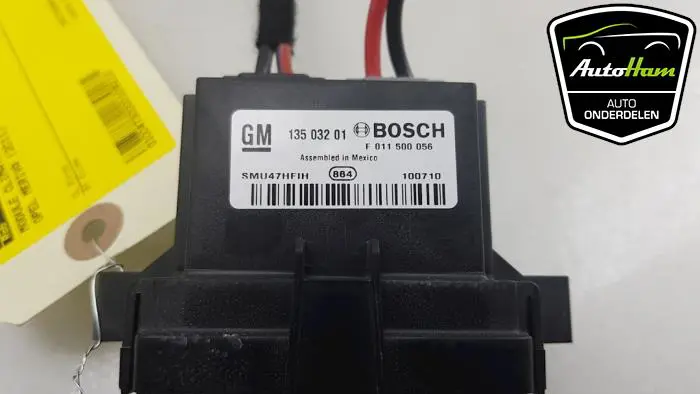 GM 135 032 01 BOSCH
F 011 500 056
Assembled in Mexico
SMU47HFIH 864 100710
AutoHam
AUTO
ONDERDELEN